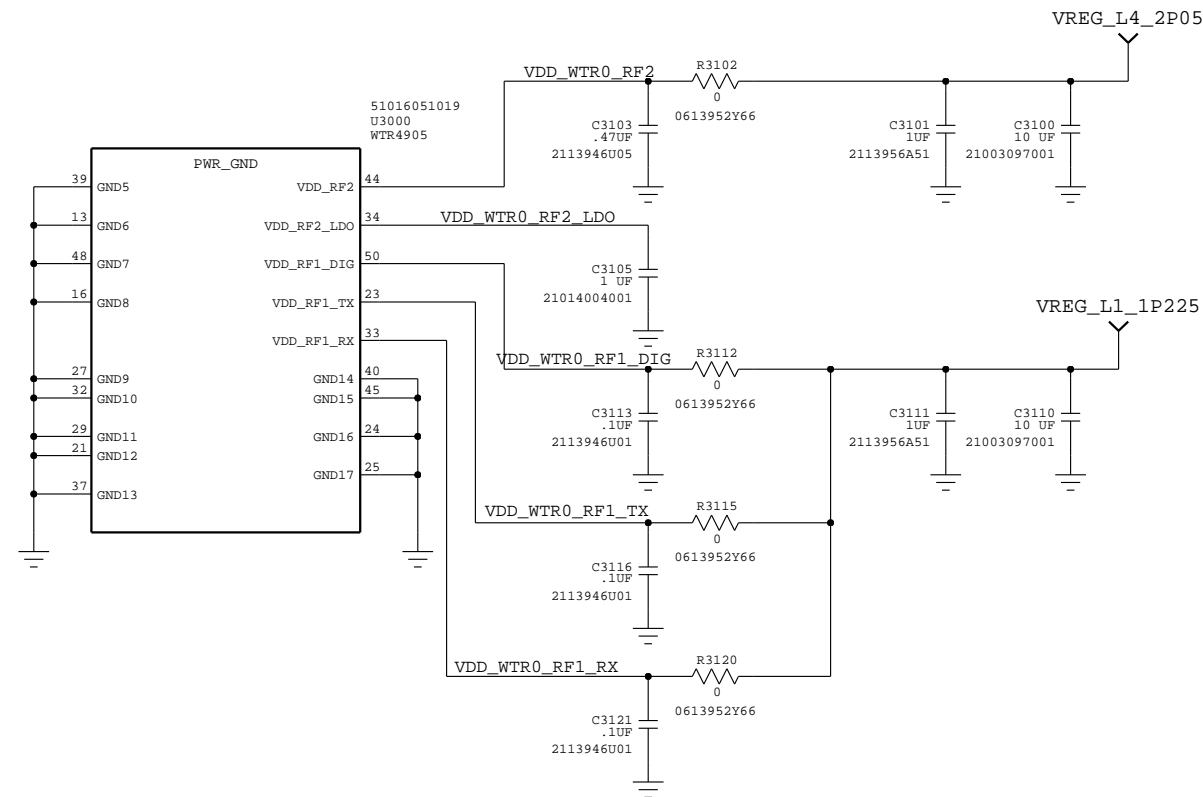 VREG_L4_2P05
VDD_WTR0_RF2
R3102
0
0613952Y66
51016051019
U3000
WTR4905
C3103
.47UF
2113946U05
C3101
1UF
2113956A51
C3100
10 UF
21003097001
PWR_GND
39 GND5
VDD_RF2 44
13 GND6
VDD_RF2_LDO 34
VDD_WTR0_RF2_LDO
48 GND7
VDD_RF1_DIG 50
C3105
1 UF
21014004001
16 GND8
VDD_RF1_TX 23
VREG_L1_1P225
VDD_RF1_RX 33
VDD_WTR0_RF1_DIG
R3112
0
0613952Y66
27 GND9
GND14 40
32 GND10
GND15 45
29 GND11
GND16 24
21 GND12
GND17 25
37 GND13
C3113
.1UF
2113946U01
C3111
1UF
2113956A51
C3110
10 UF
21003097001
VDD_WTR0_RF1_TX
R3115
0
0613952Y66
C3116
.1UF
2113946U01
VDD_WTR0_RF1_RX
R3120
0
0613952Y66
C3121
.1UF
2113946U01